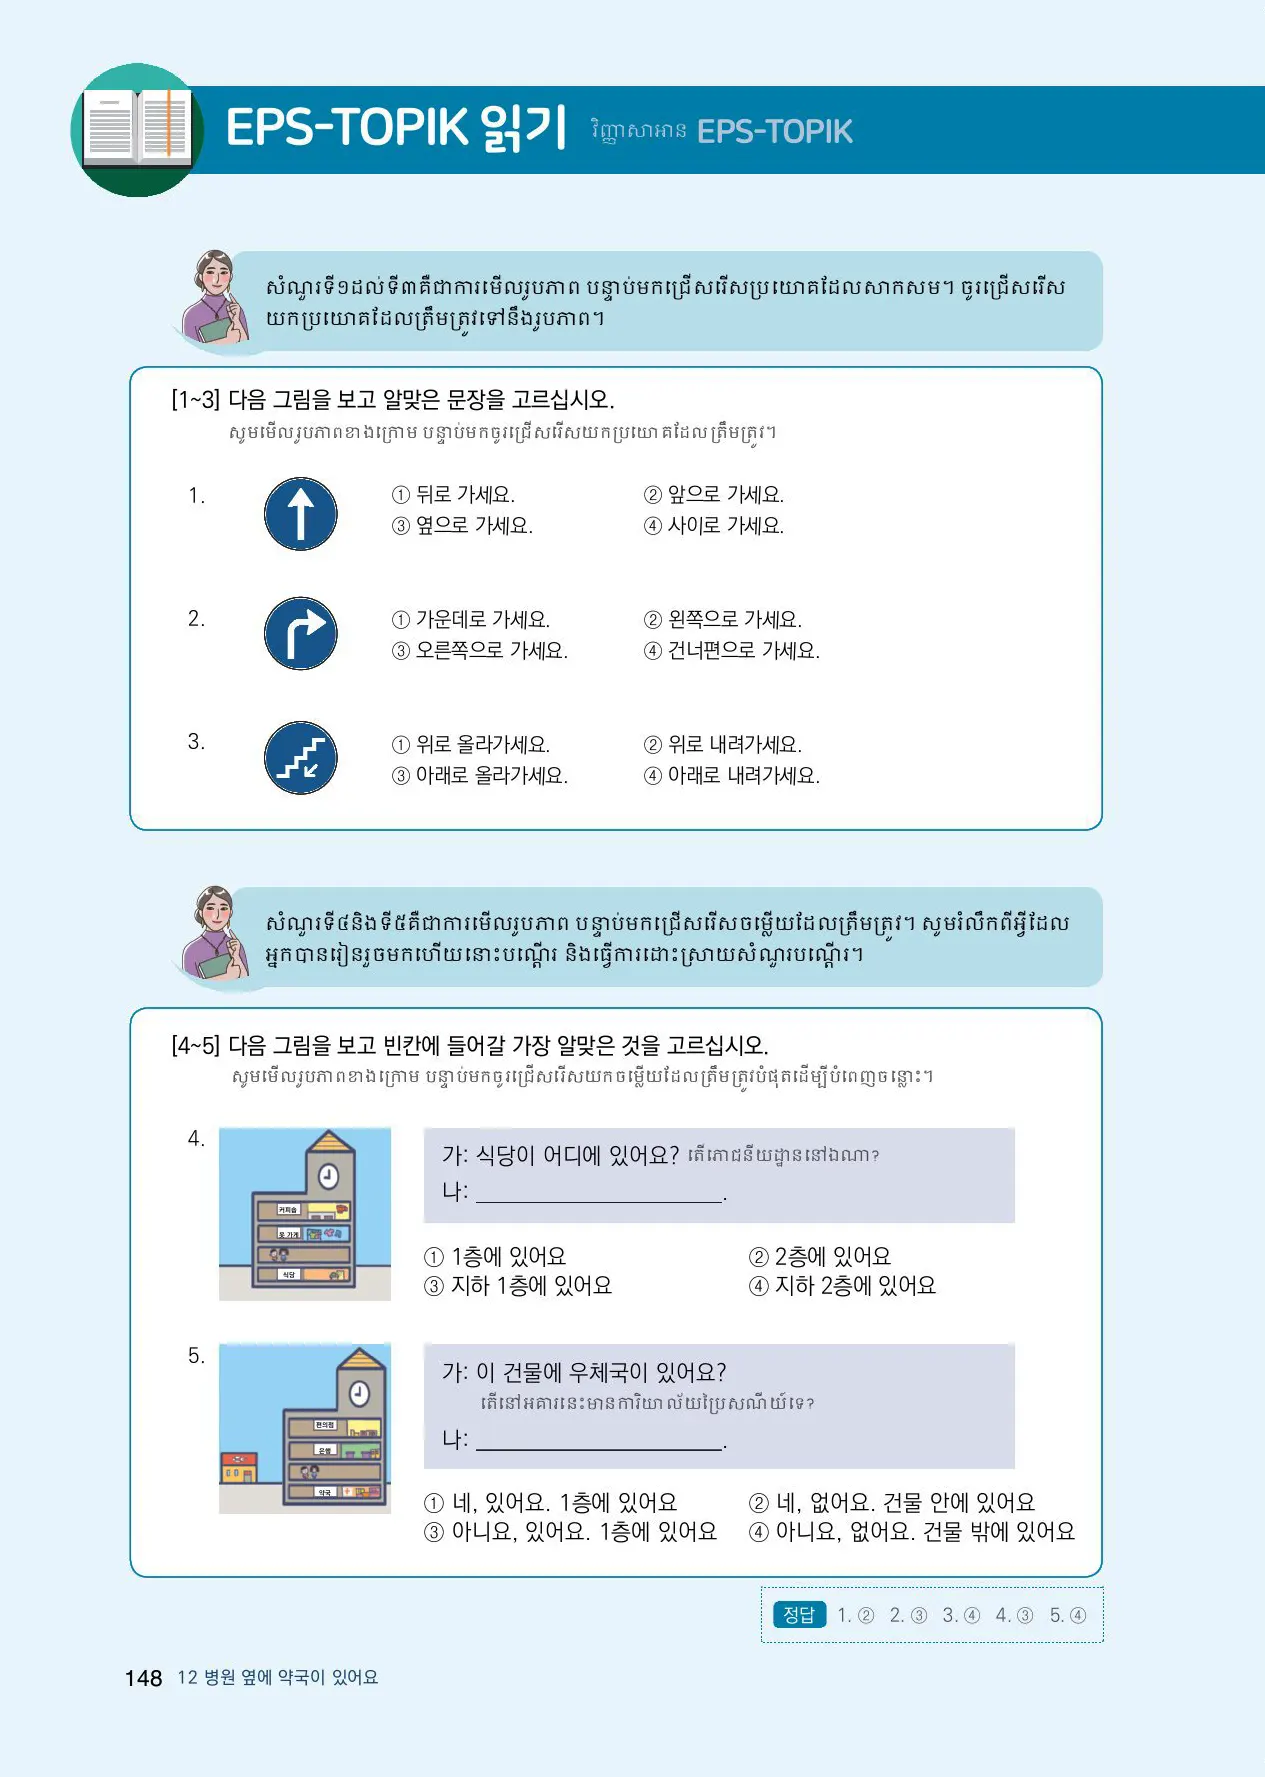 EPS-TOPIK 읽기 វិញ្ញាសាអាន EPS-TOPIK
សំណួរទី១ដល់ទី៣គឺជាការមើលរូបភាព បន្ទាប់មកជ្រើសរើសប្រយោគដែលសាកសម។ ចូរជ្រើសរើស
យកប្រយោគដែលត្រឹមត្រូវទៅនឹងរូបភាព។
[1~3] 다음 그림을 보고 알맞은 문장을 고르십시오.
សូមមើលរូបភាពខាងក្រោម បន្ទាប់មកចូរជ្រើសរើសយកប្រយោគដែលត្រឹមត្រូវ។
1. ① 뒤로 가세요. ② 앞으로 가세요.
③ 옆으로 가세요. ④ 사이로 가세요.
2. ① 가운데로 가세요. ② 왼쪽으로 가세요.
③ 오른쪽으로 가세요. ④ 건너편으로 가세요.
3. ① 위로 올라가세요. ② 위로 내려가세요.
③ 아래로 올라가세요. ④ 아래로 내려가세요.
សំណួរទី៤និងទី៥គឺជាការមើលរូបភាព បន្ទាប់មកជ្រើសរើសចម្លើយដែលត្រឹមត្រូវ។ សូមរំលឹកពីអ្វីដែល
អ្នកបានរៀនរួចមកហើយនោះបណ្ដើរ និងធ្វើការដោះស្រាយសំណួរបណ្ដើរ។
[4~5] 다음 그림을 보고 빈칸에 들어갈 가장 알맞은 것을 고르십시오.
សូមមើលរូបភាពខាងក្រោម បន្ទាប់មកចូរជ្រើសរើសយកចម្លើយដែលត្រឹមត្រូវបំផុតដើម្បីបំពេញចន្លោះ។
4.
커피숍
옷 가게
식당
가: 식당이 어디에 있어요? តើភោជនីយដ្ឋាននៅឯណា?
나: ______________________.
① 1층에 있어요 ② 2층에 있어요
③ 지하 1층에 있어요 ④ 지하 2층에 있어요
5.
편의점
은행
약국
가: 이 건물에 우체국이 있어요?
តើនៅអគារនេះមានការិយាល័យប្រៃសណីយ៍ទេ?
나: ______________________.
① 네, 있어요. 1층에 있어요 ② 네, 없어요. 건물 안에 있어요
③ 아니요, 있어요. 1층에 있어요 ④ 아니요, 없어요. 건물 밖에 있어요
정답 1. ② 2. ③ 3. ④ 4. ③ 5. ④
148 12 병원 옆에 약국이 있어요